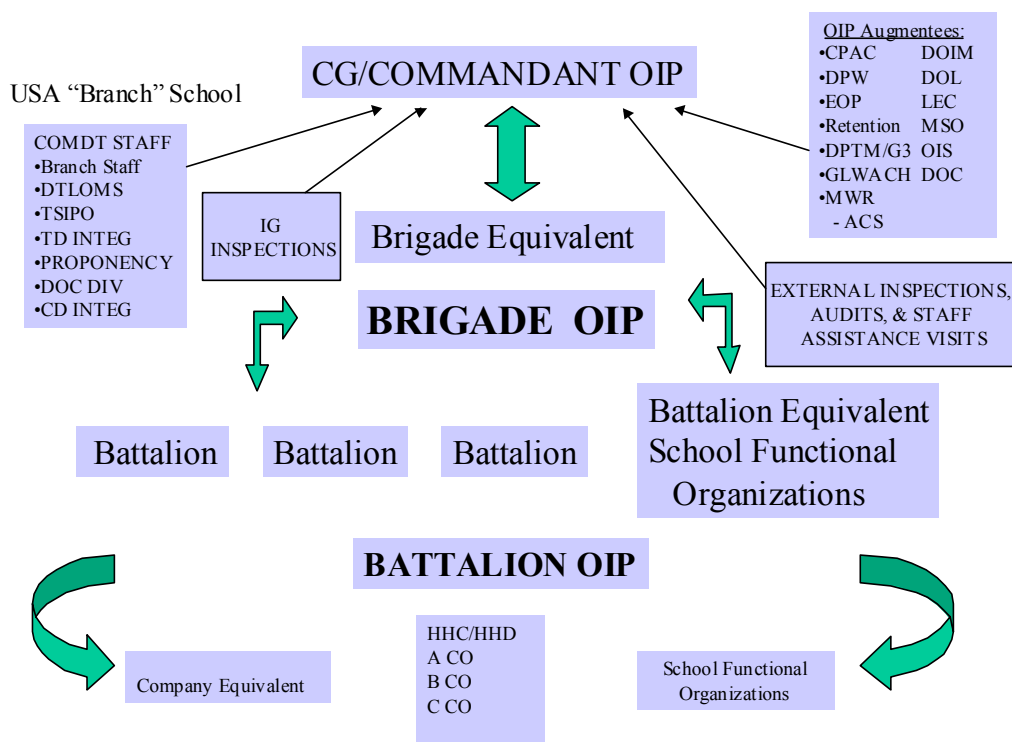 OIP Augmentees:
•CPAC DOIM
•DPW DOL
•EOP LEC
•Retention MSO
•DPTM/G3 OIS
•GLWACH DOC
•MWR
- ACS
CG/COMMANDANT OIP
USA “Branch” School
COMDT STAFF
•Branch Staff
•DTLOMS
•TSIPO
•TD INTEG
•PROPONENCY
•DOC DIV
•CD INTEG
IG
INSPECTIONS
Brigade Equivalent
EXTERNAL INSPECTIONS,
AUDITS, & STAFF
ASSISTANCE VISITS
BRIGADE OIP
Battalion
Battalion
Battalion
Battalion Equivalent
School Functional
Organizations
BATTALION OIP
Company Equivalent
HHC/HHD
A CO
B CO
C CO
School Functional
Organizations